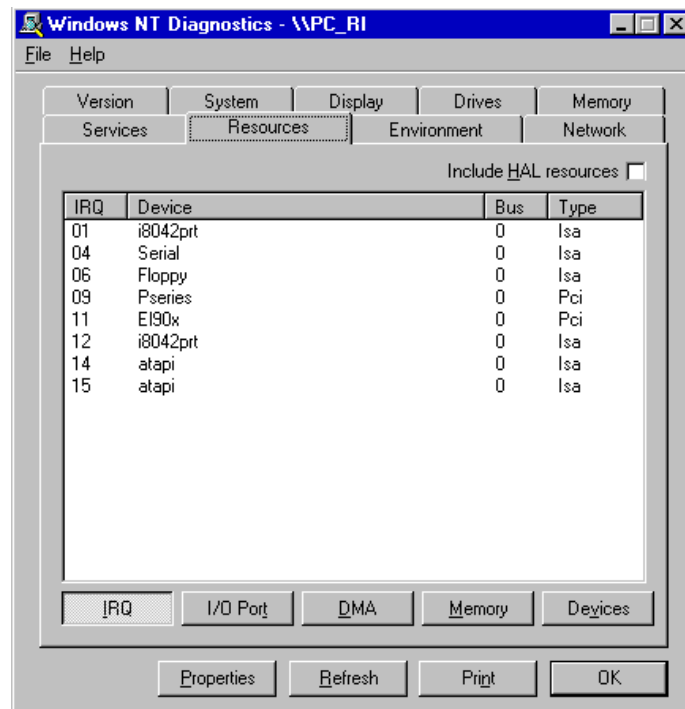 Windows NT Diagnostics - \\PC_RI
File Help
Version System Display Drives Memory
Services Resources Environment Network
Include HAL resources
IRQ Device Bus Type
01 i8042prt 0 Isa
04 Serial 0 Isa
06 Floppy 0 Isa
09 Pseries 0 Pci
11 El90x 0 Pci
12 i8042prt 0 Isa
14 atapi 0 Isa
15 atapi 0 Isa
IRQ I/O Port DMA Memory Devices
Properties Refresh Print OK